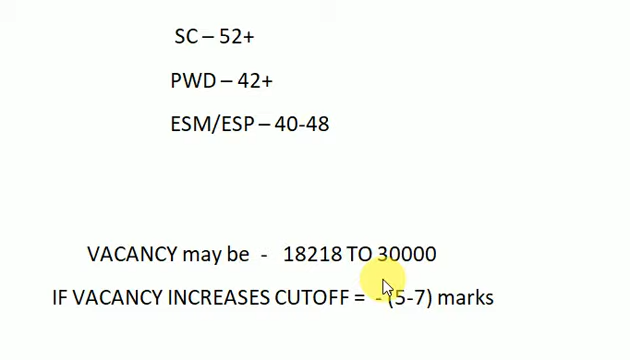 SC – 52+
PWD – 42+
ESM/ESP – 40-48
VACANCY may be - 18218 TO 30000
IF VACANCY INCREASES CUTOFF = - (5-7) marks